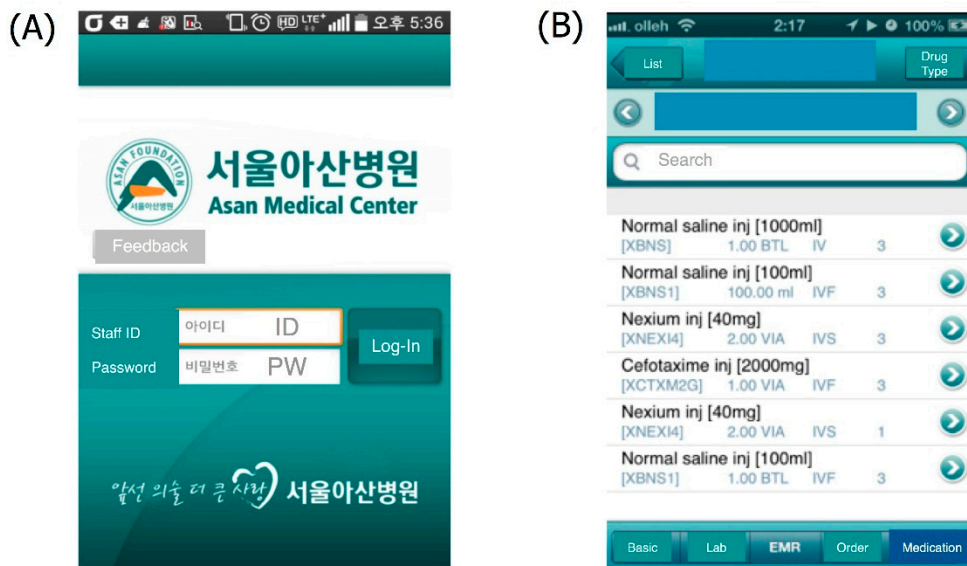 (A)
HD LTE+ 오후 5:36
ASAN FOUNDATION
서울아산병원
서울아산병원
Asan Medical Center
Feedback
Staff ID 아이디 ID
Password 비밀번호 PW
Log-In
앞선 의술 더 큰 사랑 서울아산병원
(B)
olleh 2:17 100%
List
Drug
Type
Search
Normal saline inj [1000ml]
[XBNS] 1.00 BTL IV 3
Normal saline inj [100ml]
[XBNS1] 100.00 ml IVF 3
Nexium inj [40mg]
[XNEXI4] 2.00 VIA IVS 3
Cefotaxime inj [2000mg]
[XCTXM2G] 1.00 VIA IVF 3
Nexium inj [40mg]
[XNEXI4] 2.00 VIA IVS 1
Normal saline inj [100ml]
[XBNS1] 1.00 BTL IVF 3
Basic Lab EMR Order Medication